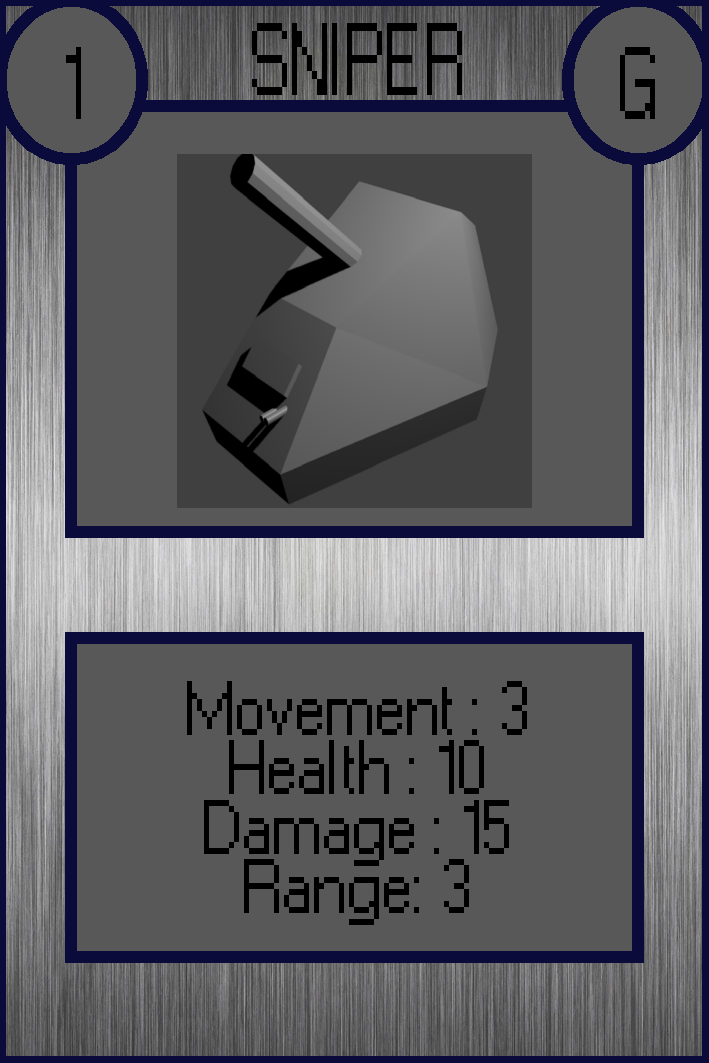 1
SNIPER
G
Movement : 3
Health : 10
Damage : 15
Range: 3